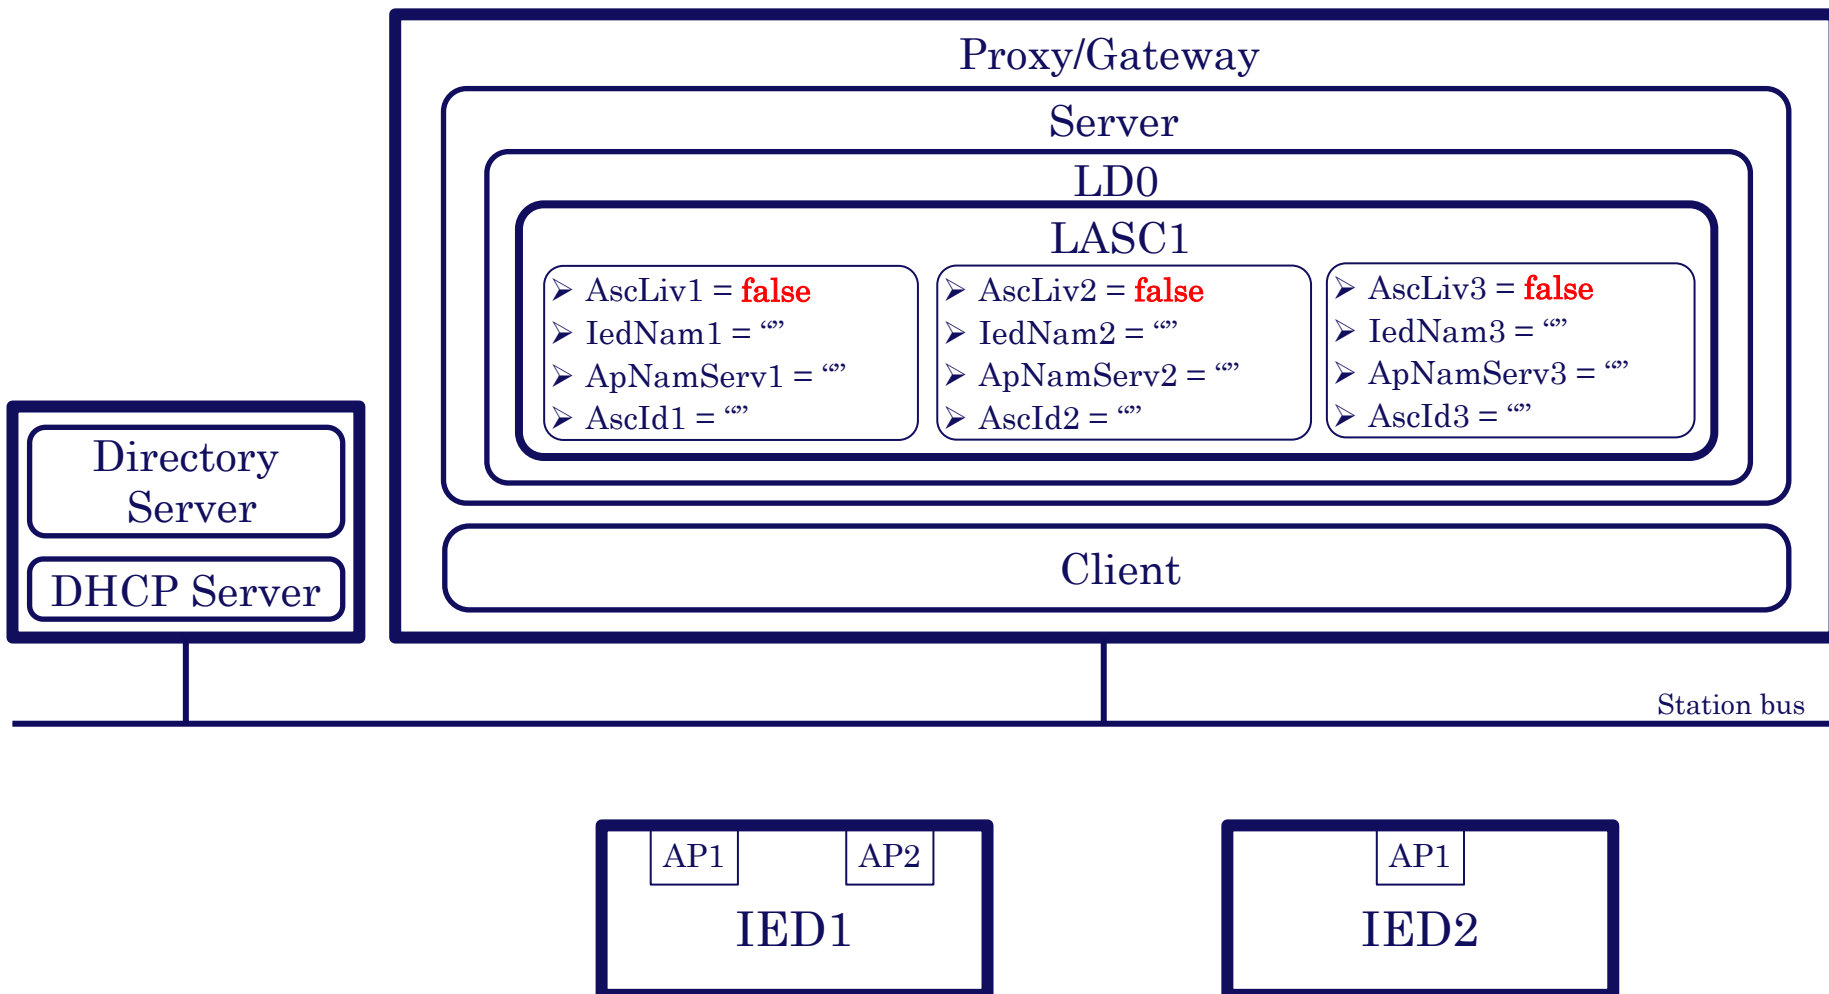 Proxy/Gateway
Server
LD0
LASC1
➢ AscLiv1 = false
➢ IedNam1 = “”
➢ ApNamServ1 = “”
➢ AscId1 = “”
➢ AscLiv2 = false
➢ IedNam2 = “”
➢ ApNamServ2 = “”
➢ AscId2 = “”
➢ AscLiv3 = false
➢ IedNam3 = “”
➢ ApNamServ3 = “”
➢ AscId3 = “”
Client
Directory
Server
DHCP Server
Station bus
AP1
AP2
IED1
AP1
IED2